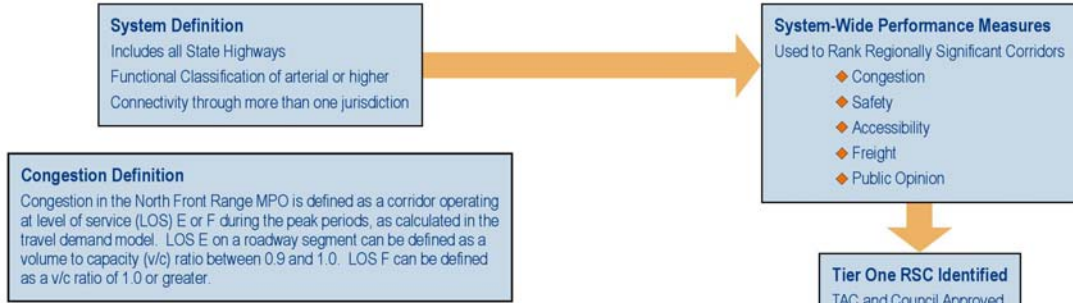 System Definition
Includes all State Highways
Functional Classification of arterial or higher
Connectivity through more than one jurisdiction
System-Wide Performance Measures
Used to Rank Regionally Significant Corridors
Congestion
Safety
Accessibility
Freight
Public Opinion
Congestion Definition
Congestion in the North Front Range MPO is defined as a corridor operating
at level of service (LOS) E or F during the peak periods, as calculated in the
travel demand model. LOS E on a roadway segment can be defined as a
volume to capacity (v/c) ratio between 0.9 and 1.0. LOS F can be defined
as a v/c ratio of 1.0 or greater.
Tier One RSC Identified
TAC and Council Approved